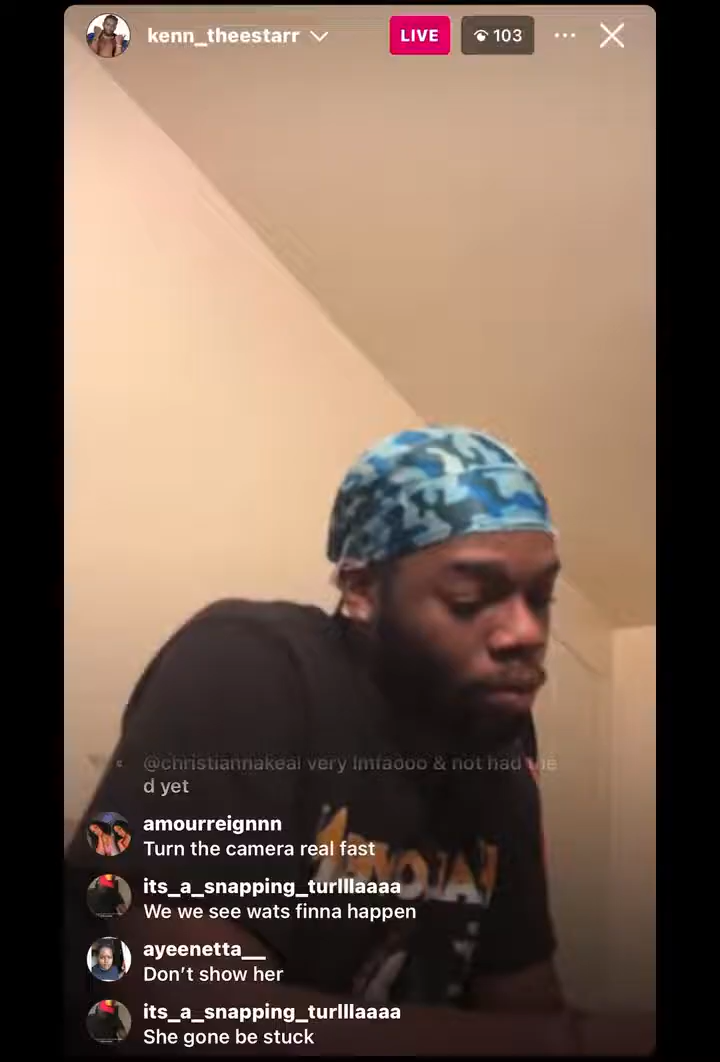 kenn_theestarr
LIVE
103
@christiannakeal very lmfaooo & not had the
d yet
amourreignnn
Turn the camera real fast
its_a_snapping_turlllaaaa
We we see wats finna happen
ayeenetta__
Don’t show her
its_a_snapping_turlllaaaa
She gone be stuck